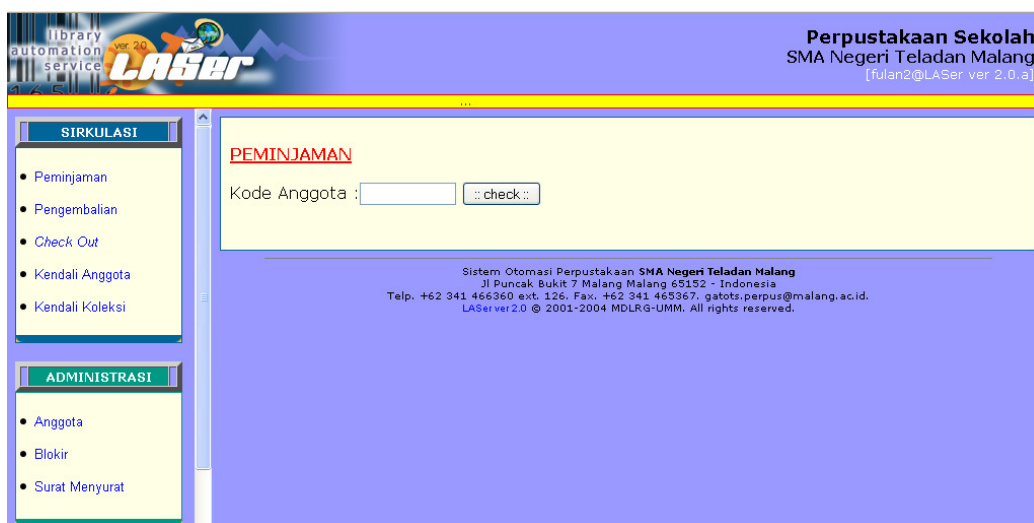 library
automation
service
ver. 2.0
LASer
Perpustakaan Sekolah
SMA Negeri Teladan Malang
[fulan2@LASer ver 2.0.a]
...
SIRKULASI
Peminjaman
Pengembalian
Check Out
Kendali Anggota
Kendali Koleksi
ADMINISTRASI
Anggota
Blokir
Surat Menyurat
PEMINJAMAN
Kode Anggota : :: check ::
Sistem Otomasi Perpustakaan SMA Negeri Teladan Malang
Jl Puncak Bukit 7 Malang Malang 65152 - Indonesia
Telp. +62 341 466360 ext. 126. Fax. +62 341 465367. gatots.perpus@malang.ac.id.
LASer ver 2.0 @ 2001-2004 MDLRG-UMM. All rights reserved.